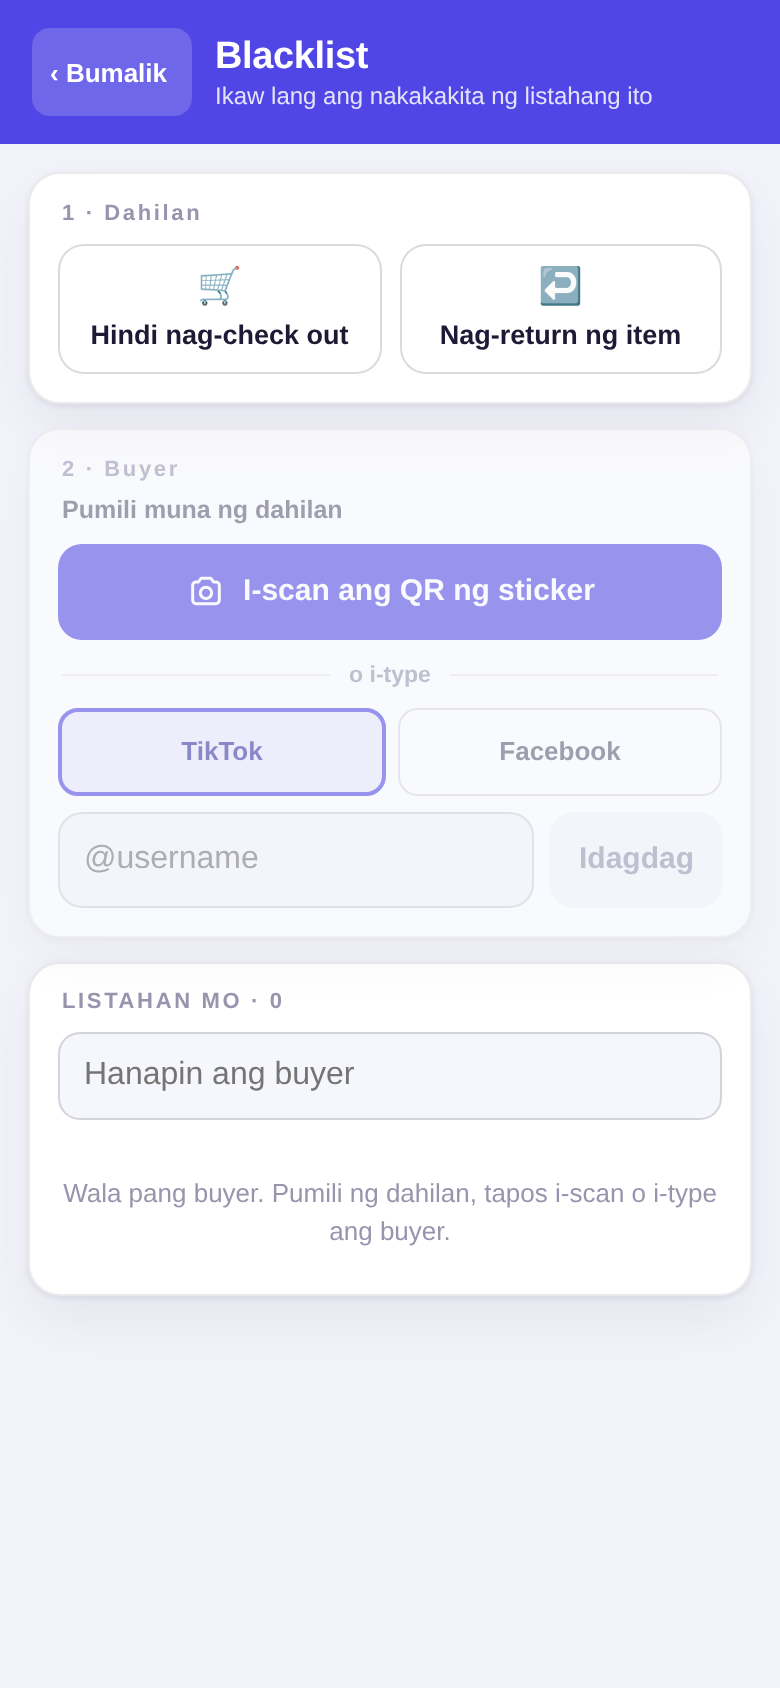 ‹ Bumalik
Blacklist
Ikaw lang ang nakakakita ng listahang ito
1 · Dahilan
Hindi nag-check out
Nag-return ng item
2 · Buyer
Pumili muna ng dahilan
I-scan ang QR ng sticker
o i-type
TikTok
Facebook
@username
Idagdag
LISTAHAN MO · 0
Hanapin ang buyer
Wala pang buyer. Pumili ng dahilan, tapos i-scan o i-type
ang buyer.